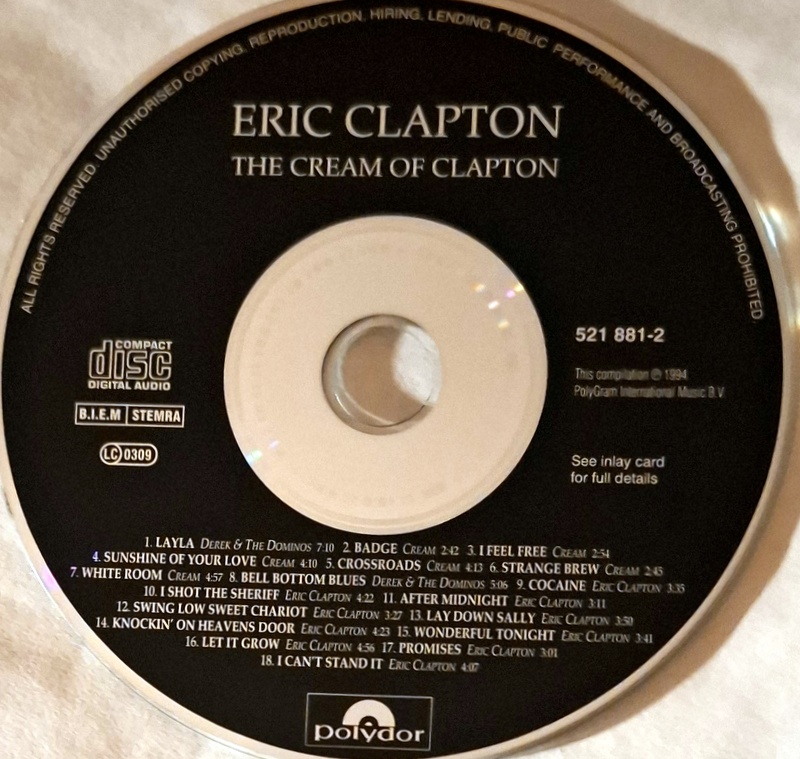 ALL RIGHTS RESERVED. UNAUTHORISED COPYING. REPRODUCTION. HIRING. LENDING. PUBLIC PERFORMANCE AND BROADCASTING PROHIBITED.
ERIC CLAPTON
THE CREAM OF CLAPTON
COMPACT
disc
DIGITAL AUDIO
B.I.E.M STEMRA
LC 0309
521 881-2
This compilation ℗ 1994
PolyGram International Music B.V
See inlay card
for full details
1. LAYLA DEREK & THE DOMINOS 7:10 2. BADGE CREAM 2:42 3. I FEEL FREE CREAM 2:54
4. SUNSHINE OF YOUR LOVE CREAM 4:10 5. CROSSROADS CREAM 4:13 6. STRANGE BREW CREAM 2:45
7. WHITE ROOM CREAM 4:57 8. BELL BOTTOM BLUES DEREK & THE DOMINOS 5:06 9. COCAINE ERIC CLAPTON 3:35
10. I SHOT THE SHERIFF ERIC CLAPTON 4:22 11. AFTER MIDNIGHT ERIC CLAPTON 3:11
12. SWING LOW SWEET CHARIOT ERIC CLAPTON 3:27 13. LAY DOWN SALLY ERIC CLAPTON 3:50
14. KNOCKIN' ON HEAVENS DOOR ERIC CLAPTON 4:23 15. WONDERFUL TONIGHT ERIC CLAPTON 3:41
16. LET IT GROW ERIC CLAPTON 4:56 17. PROMISES ERIC CLAPTON 3:01
18. I CAN'T STAND IT ERIC CLAPTON 4:07
polydor